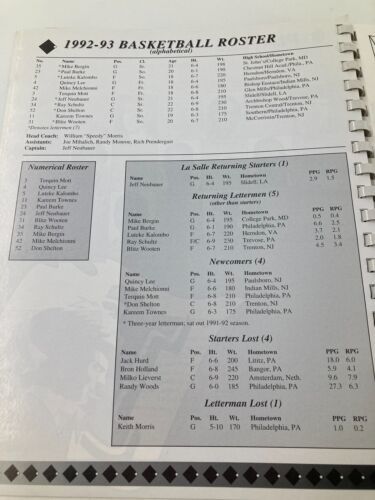 1992-93 BASKETBALL ROSTER
(alphabetical)
No. Name Pos. Cl. Age Ht. Wt. High School/Hometown
35 *Mike Bergin G Sr. 21 6-4 195 St. John's/College Park, MD
23 *Paul Burke G So. 20 6-1 190 Chestnut Hill Acad./Phila., PA
5 *Luteke Kalombo F So. 18 6-7 220 Herndon/Herndon, VA
4 Quincy Lee G Fr. 18 6-4 195 Paulsboro/Paulsboro, NJ
42 Mike Melchionni F Fr. 18 6-6 180 Bishop Eustace/Indian Mills, NJ
3 Terquin Mott F Fr. 18 6-8 210 Glen Mills/Philadelphia, PA
24 *Jeff Neubauer G Sr. 21 6-4 195 Slidell/Slidell, LA
34 *Ray Schultz C Sr. 22 6-9 230 Archbishop Wood/Trevose, PA
52 *Don Shelton C Sr. 22 6-8 210 Trenton Central/Trenton, NJ
11 Kareem Townes G So. 19 6-3 175 Southern/Philadelphia, PA
31 *Blitz Wooten F So. 20 6-7 210 McCorristin/Trenton, NJ
*Denotes letterman (7)
Head Coach: William "Speedy" Morris
Assistants: Joe Mihalich, Randy Monroe, Rich Prendergast
Captain: Jeff Neubauer
Numerical Roster
3 Terquin Mott
4 Quincy Lee
5 Luteke Kalombo
11 Kareem Townes
23 Paul Burke
24 Jeff Neubauer
31 Blitz Wooten
34 Ray Schultz
35 Mike Bergin
42 Mike Melchionni
52 Don Shelton
La Salle Returning Starters (1)
Name Pos. Ht. Wt. Hometown PPG RPG
Jeff Neubauer G 6-4 195 Slidell, LA 2.9 1.5
Returning Lettermen (5)
(other than starters)
Name Pos. Ht. Wt. Hometown PPG RPG
Mike Bergin G 6-4 195 College Park, MD 0.5 0.4
Paul Burke G 6-1 190 Philadelphia, PA 6.6 2.5
Luteke Kalombo F 6-7 220 Herndon, VA 3.7 2.1
Ray Schultz F/C 6-9 230 Trevose, PA 2.0 1.8
Blitz Wooten F 6-7 210 Trenton, NJ 4.5 3.4
Newcomers (4)
Name Pos. Ht. Wt. Hometown
Quincy Lee G 6-4 195 Paulsboro, NJ
Mike Melchionni F 6-6 180 Indian Mills, NJ
Terquin Mott F 6-8 210 Philadelphia, PA
*Don Shelton C 6-8 210 Trenton, NJ
Kareem Townes G 6-3 175 Philadelphia, PA
* Three-year letterman; sat out 1991-92 season.
Starters Lost (4)
Name Pos. Ht. Wt. Hometown PPG RPG
Jack Hurd F 6-6 200 Lititz, PA 18.0 6.0
Bron Holland F 6-8 245 Bangor, PA 5.9 4.1
Milko Lieverst C 6-9 220 Amsterdam, Neth. 9.6 7.9
Randy Woods G 6-0 185 Philadelphia, PA 27.3 6.3
Letterman Lost (1)
Name Pos. Ht. Wt. Hometown PPG RPG
Keith Morris G 5-10 170 Philadelphia, PA 1.0 0.2